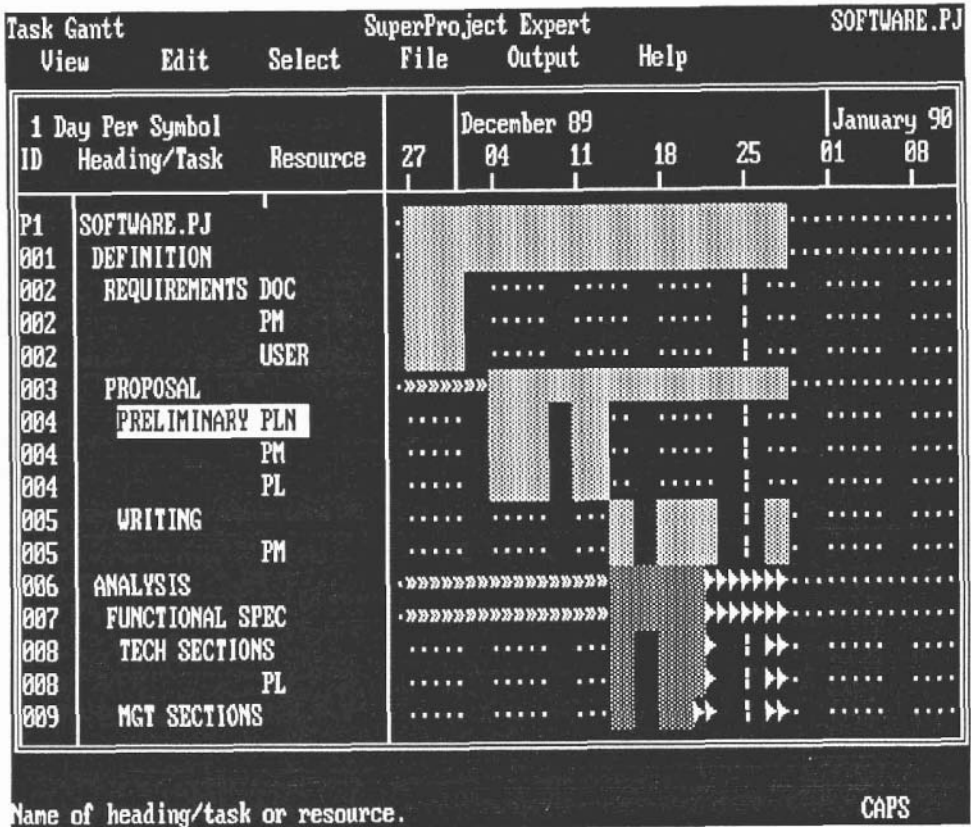 Task Gantt SuperProject Expert SOFTWARE.PJ
View Edit Select File Output Help
1 Day Per Symbol December 89 January 90
ID Heading/Task Resource 27 04 11 18 25 01 08
P1 SOFTWARE.PJ
001 DEFINITION
002 REQUIREMENTS DOC
002 PM
002 USER
003 PROPOSAL
004 PRELIMINARY PLN
004 PM
004 PL
005 WRITING
005 PM
006 ANALYSIS
007 FUNCTIONAL SPEC
008 TECH SECTIONS
008 PL
009 MGT SECTIONS
Name of heading/task or resource. CAPS